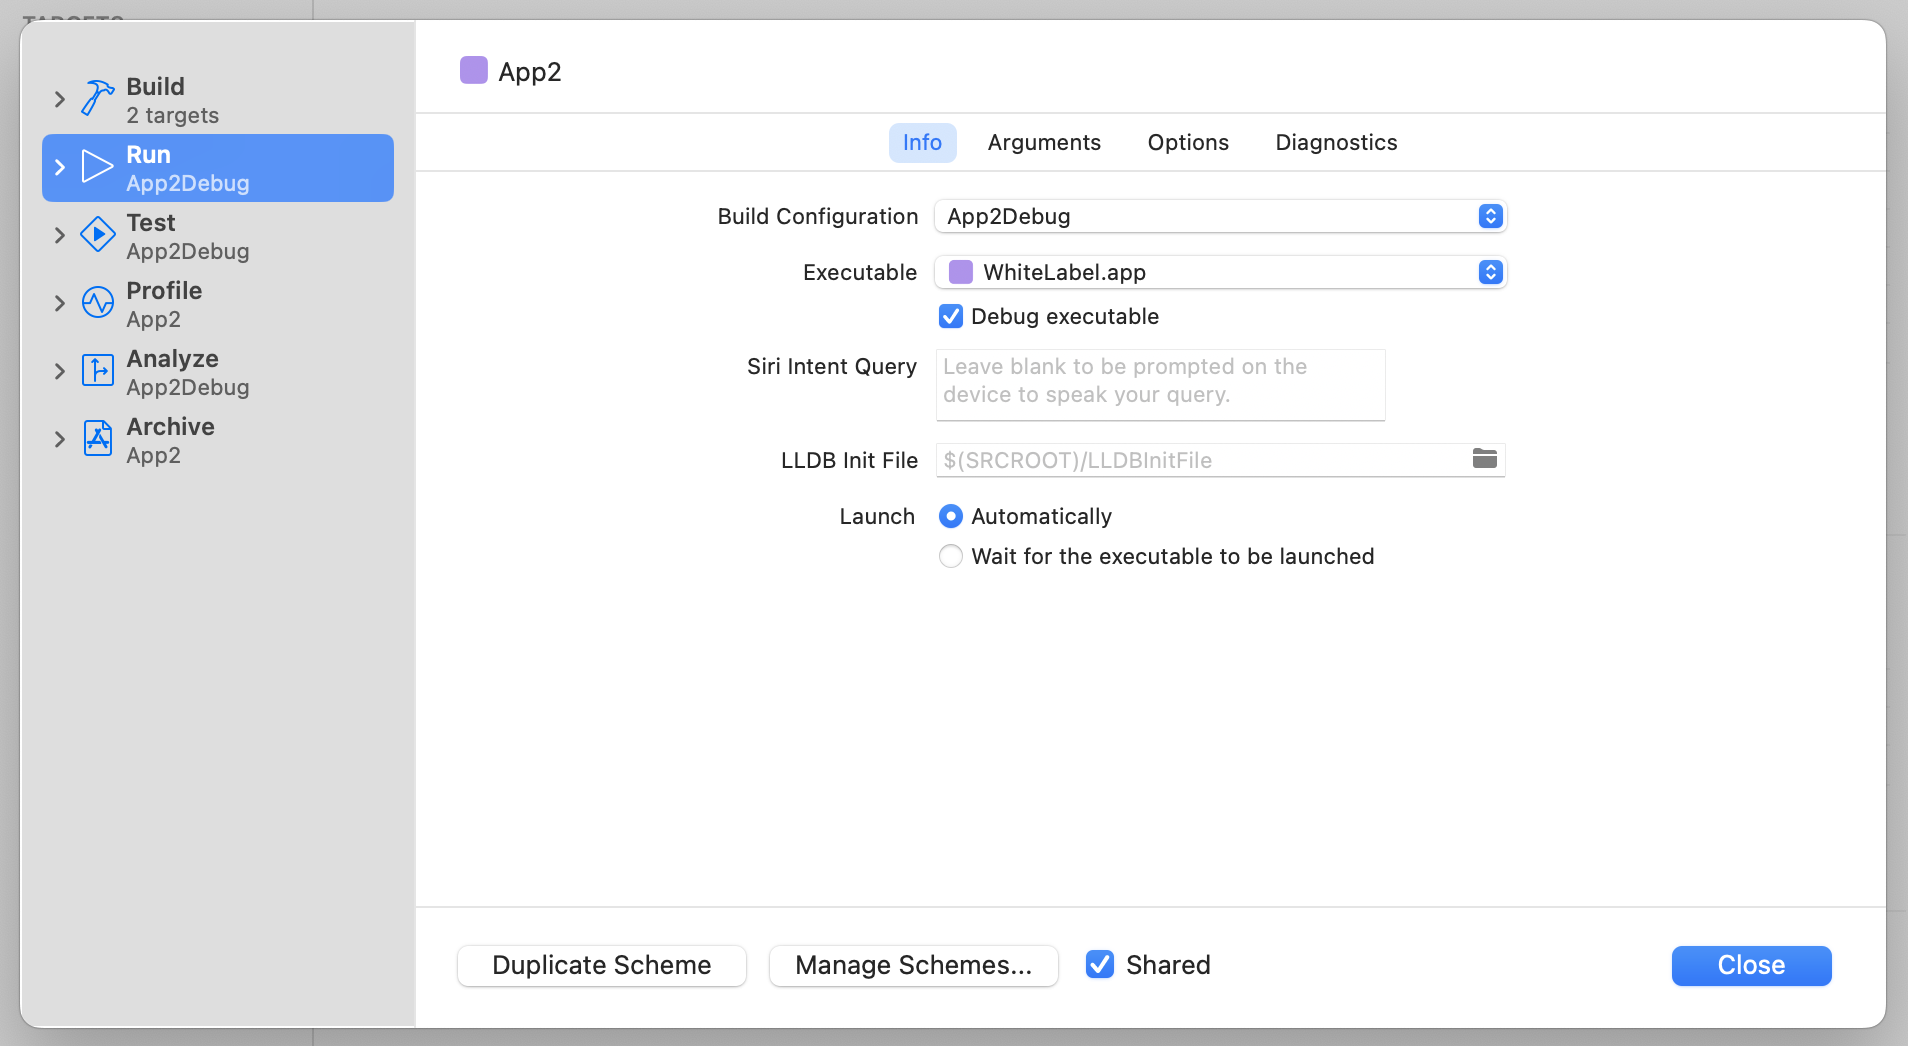 TARGETS
Build
2 targets
Run
App2Debug
Test
App2Debug
Profile
App2
Analyze
App2Debug
Archive
App2
App2
Info Arguments Options Diagnostics
Build Configuration App2Debug
Executable WhiteLabel.app
Debug executable
Siri Intent Query Leave blank to be prompted on the
device to speak your query.
LLDB Init File $(SRCROOT)/LLDBInitFile
Launch Automatically
Wait for the executable to be launched
Duplicate Scheme Manage Schemes... Shared Close